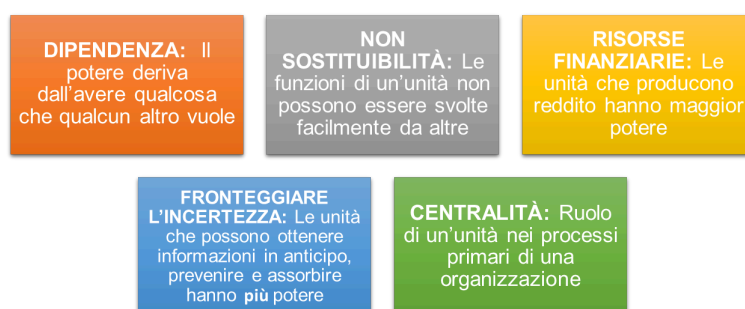 DIPENDENZA: Il
potere deriva
dall'avere qualcosa
che qualcun altro vuole
NON
SOSTITUIBILITÀ: Le
funzioni di un'unità non
possono essere svolte
facilmente da altre
RISORSE
FINANZIARIE: Le
unità che producono
reddito hanno maggior
potere
FRONTEGGIARE
L'INCERTEZZA: Le unità
che possono ottenere
informazioni in anticipo,
prevenire e assorbire
hanno più potere
CENTRALITÀ: Ruolo
di un'unità nei processi
primari di una
organizzazione